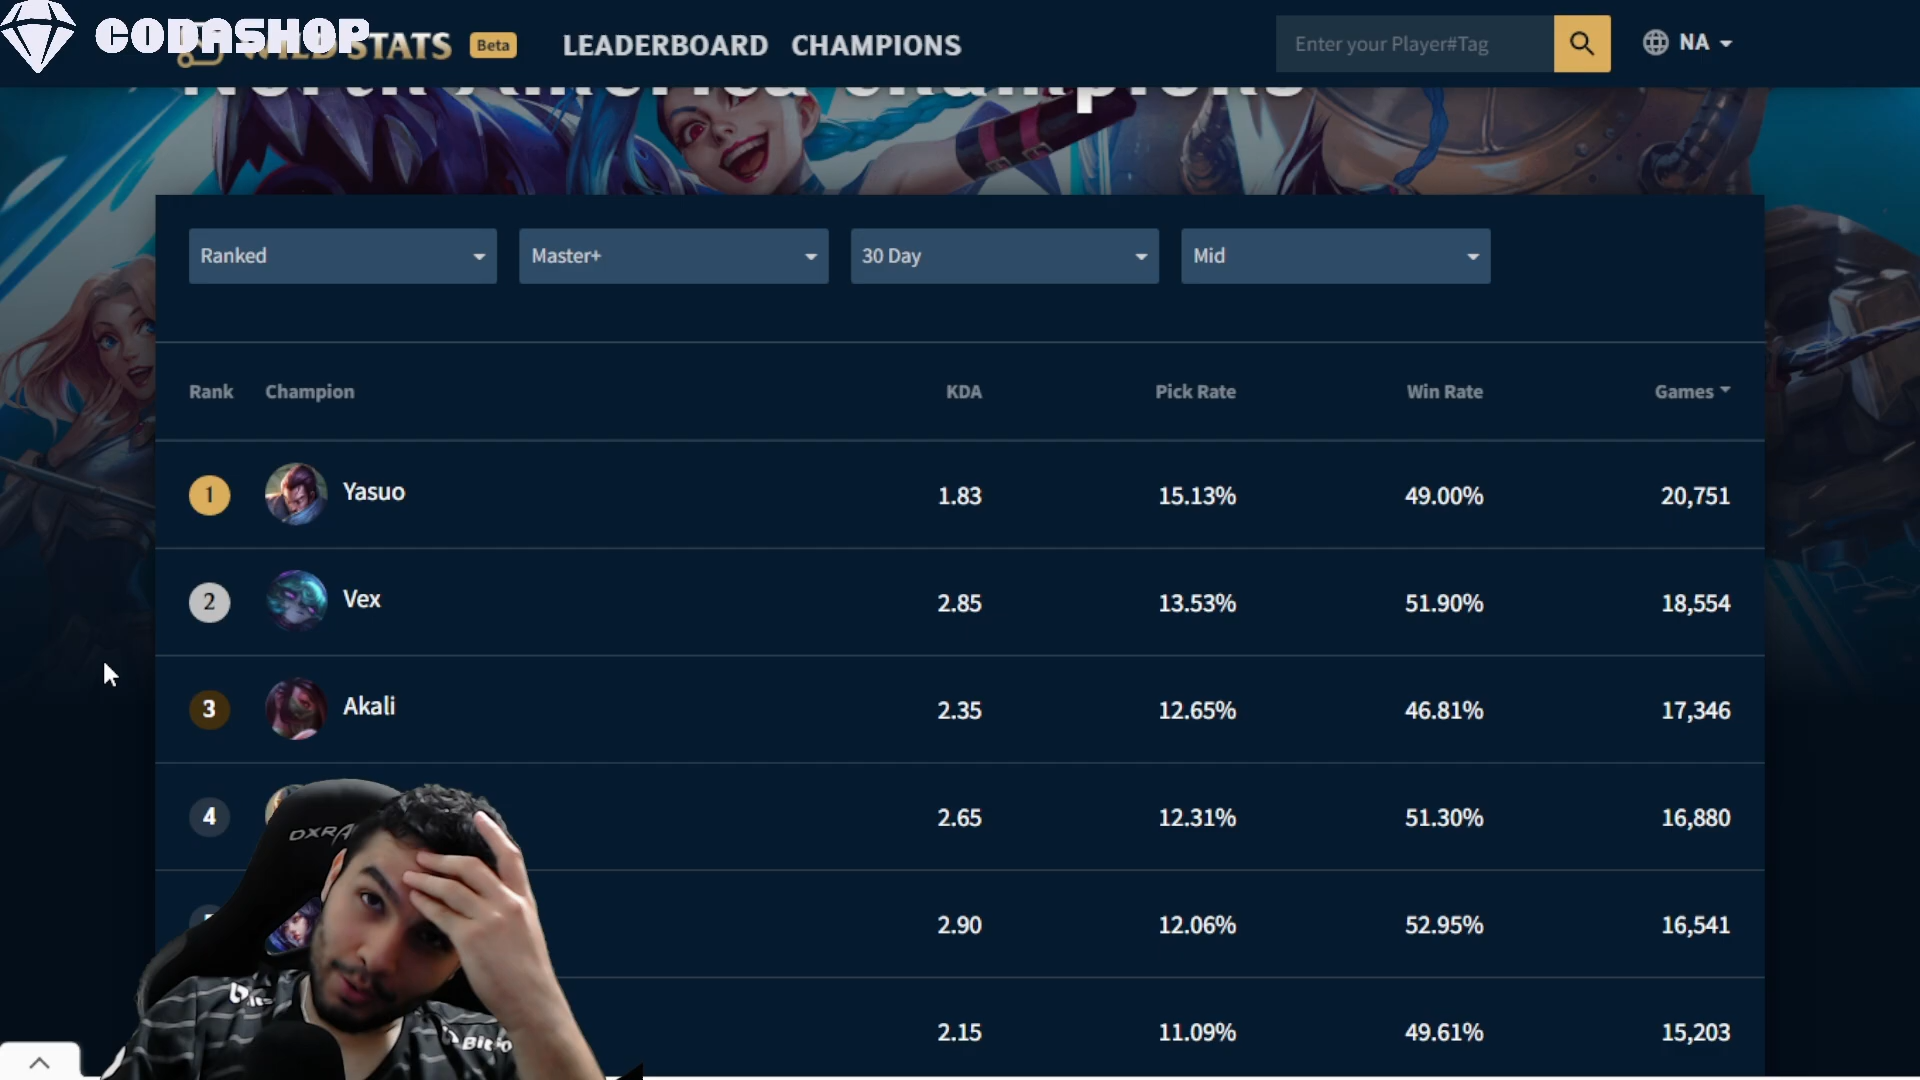 CODASHOP
STATS
Beta
LEADERBOARD
CHAMPIONS
Enter your Player#Tag
NA
North America Champions
Ranked
Master+
30 Day
Mid
Rank
Champion
KDA
Pick Rate
Win Rate
Games
1
Yasuo
1.83
15.13%
49.00%
20,751
2
Vex
2.85
13.53%
51.90%
18,554
3
Akali
2.35
12.65%
46.81%
17,346
4
2.65
12.31%
51.30%
16,880
2.90
12.06%
52.95%
16,541
2.15
11.09%
49.61%
15,203